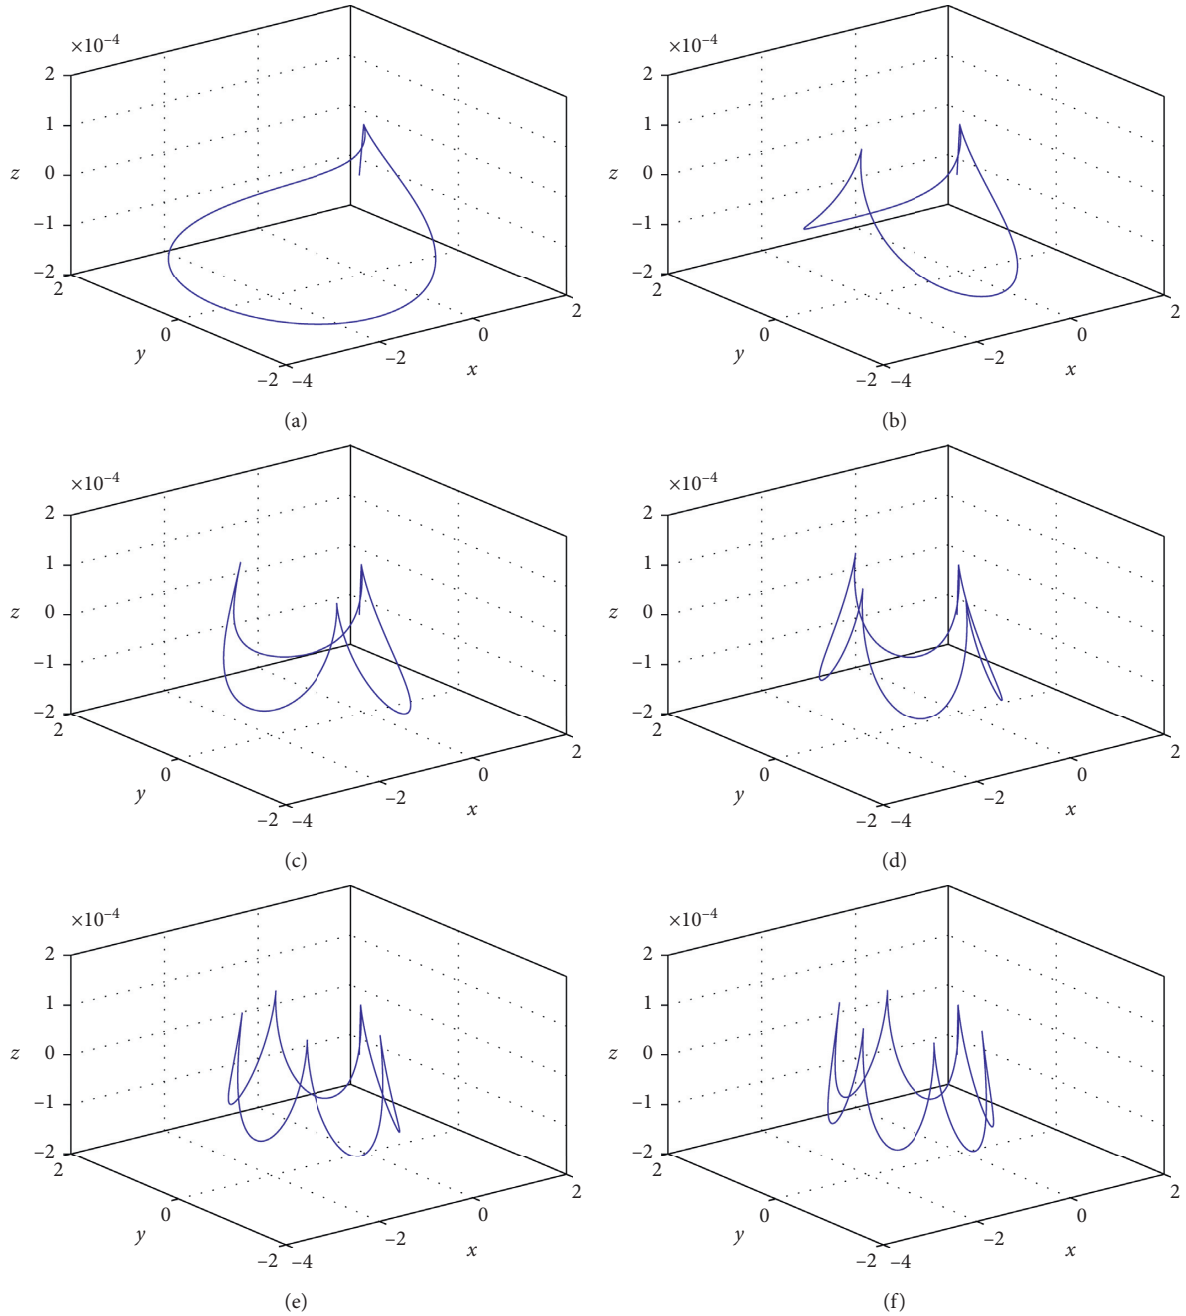 ×10⁻⁴ ×10⁻⁴
2 2
1 1
z 0 z 0
−1 −1
−2 −2
2 2 2 2
0 0 0 0
y −2 x y −2 x
−2 −4 −2 −4
(a) (b)
×10⁻⁴ ×10⁻⁴
2 2
1 1
z 0 z 0
−1 −1
−2 −2
2 2 2 2
0 0 0 0
y −2 x y −2 x
−2 −4 −2 −4
(c) (d)
×10⁻⁴ ×10⁻⁴
2 2
1 1
z 0 z 0
−1 −1
−2 −2
2 2 2 2
0 0 0 0
y −2 x y −2 x
−2 −4 −2 −4
(e) (f)